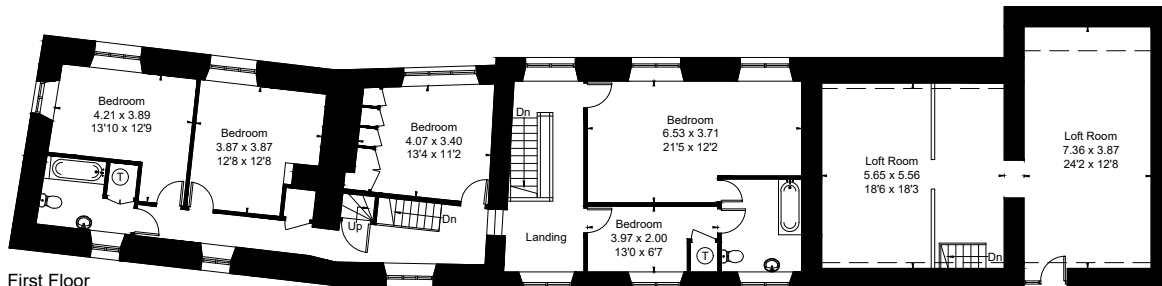 Bedroom
4.21 x 3.89
13'10 x 12'9
T
Bedroom
3.87 x 3.87
12'8 x 12'8
Bedroom
4.07 x 3.40
13'4 x 11'2
Up
Dn
Dn
Landing
Bedroom
6.53 x 3.71
21'5 x 12'2
Bedroom
3.97 x 2.00
13'0 x 6'7
T
Loft Room
5.65 x 5.56
18'6 x 18'3
Dn
Loft Room
7.36 x 3.87
24'2 x 12'8
First Floor